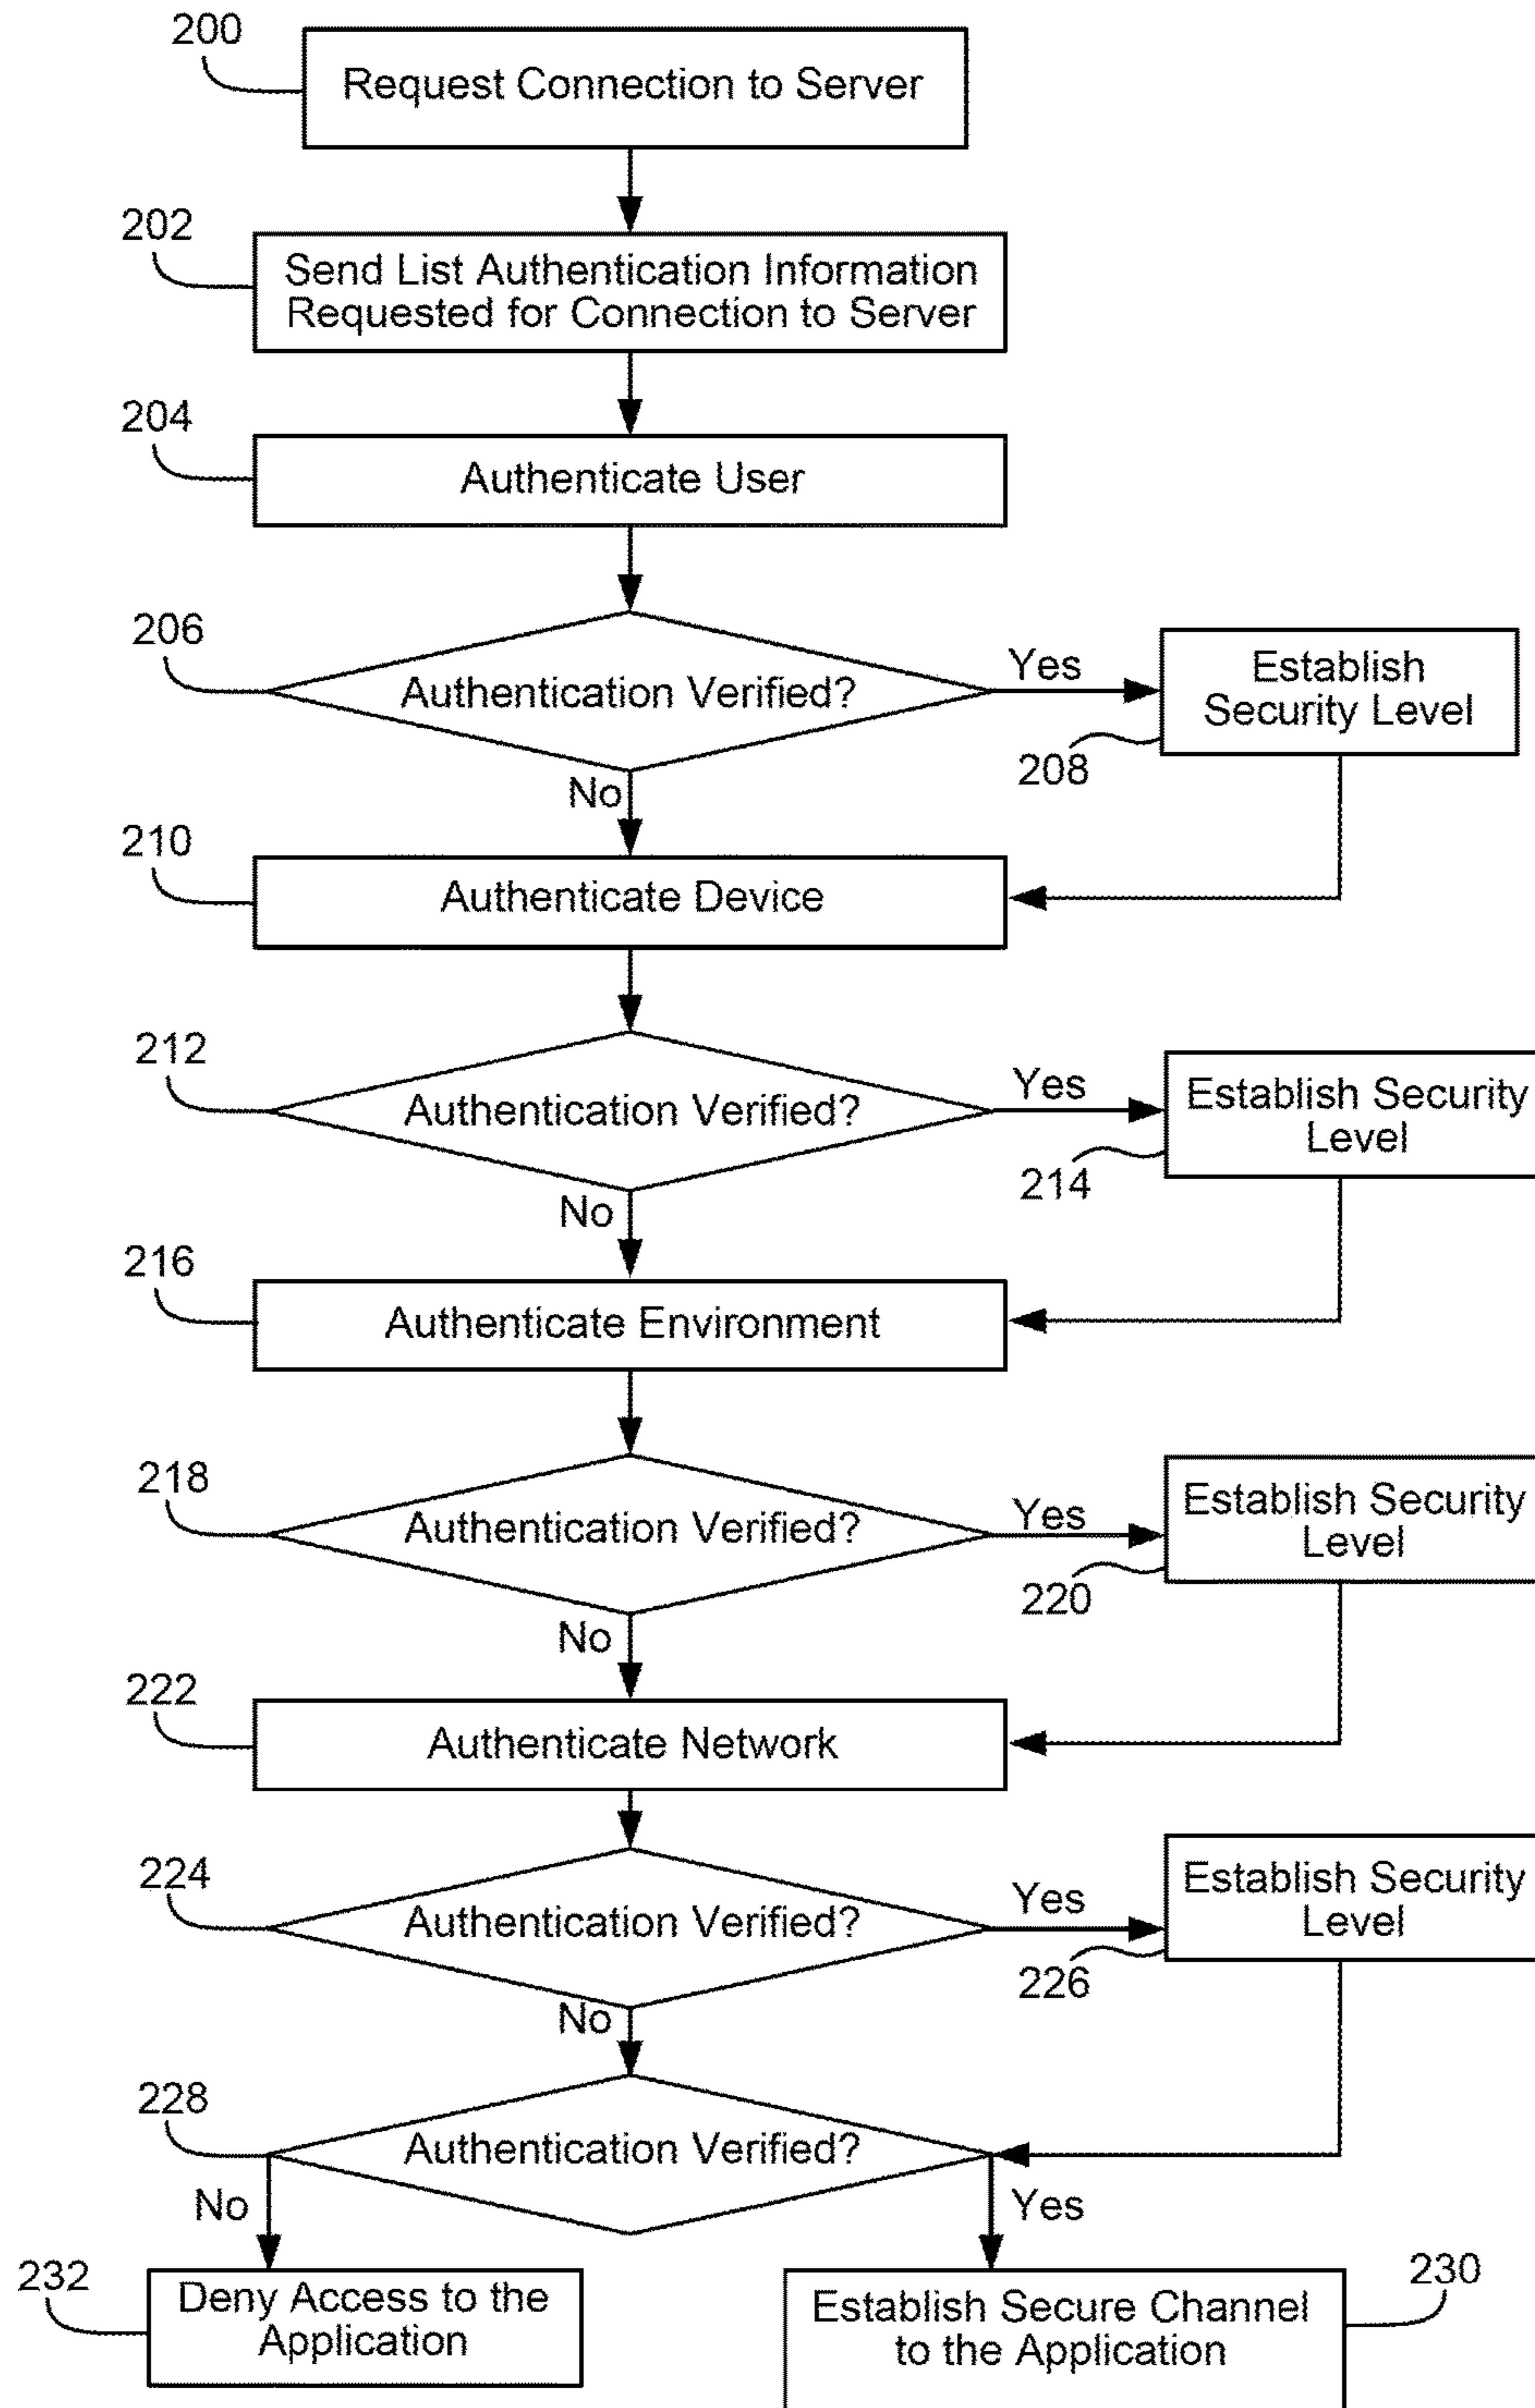 200
Request Connection to Server
202
Send List Authentication Information
Requested for Connection to Server
204
Authenticate User
206
Authentication Verified?
Yes
Establish
Security Level
208
No
210
Authenticate Device
212
Authentication Verified?
Yes
Establish Security
Level
214
No
216
Authenticate Environment
218
Authentication Verified?
Yes
Establish Security
Level
220
No
222
Authenticate Network
224
Authentication Verified?
Yes
Establish Security
Level
226
No
228
Authentication Verified?
No
Yes
232
Deny Access to the
Application
230
Establish Secure Channel
to the Application